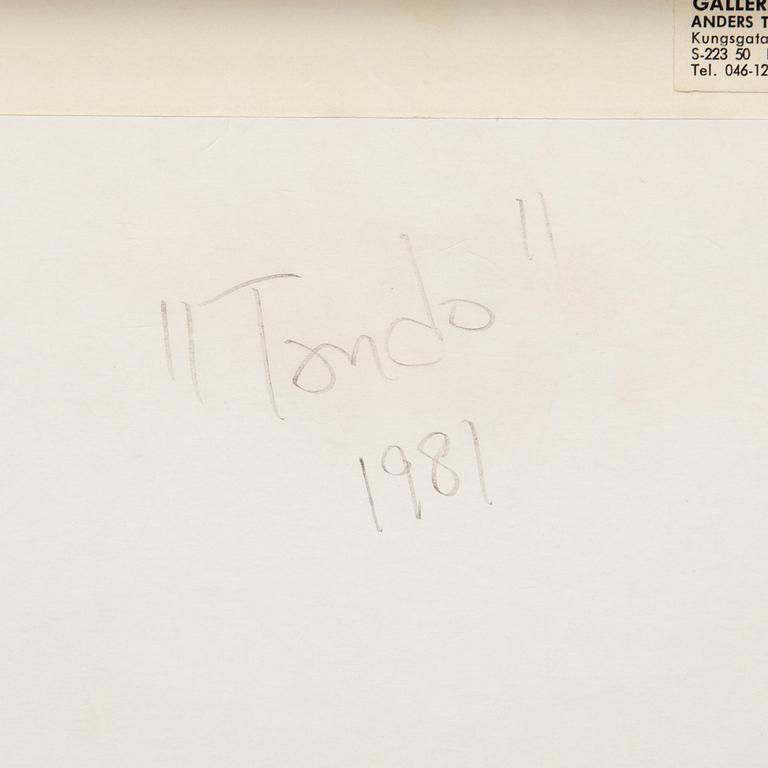 GALLER
ANDERS T
Kungsgata
S-223 50
Tel. 046-12
"Tondo"
1981